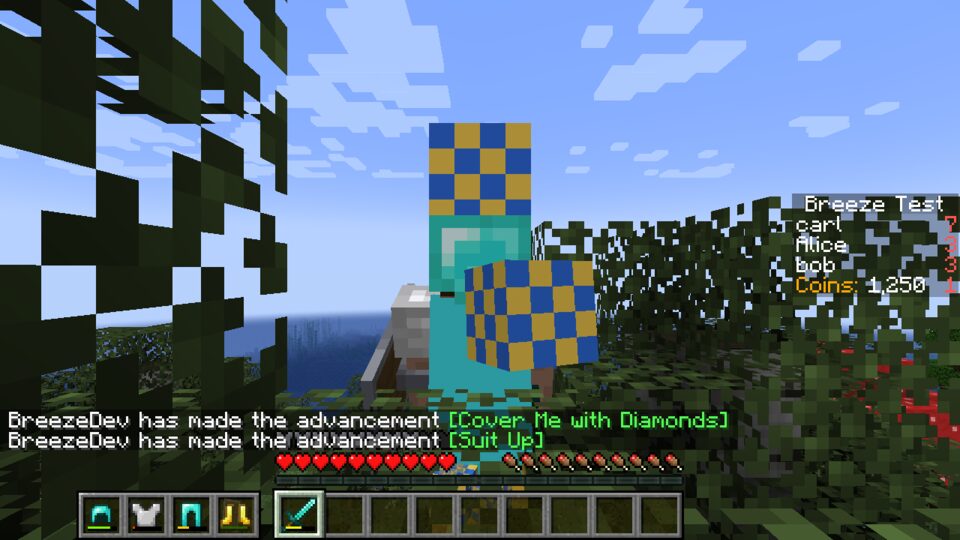 Breeze Test
carl 7
Alice 3
bob 3
Coins: 1,250 1
BreezeDev has made the advancement [Cover Me with Diamonds]
BreezeDev has made the advancement [Suit Up]